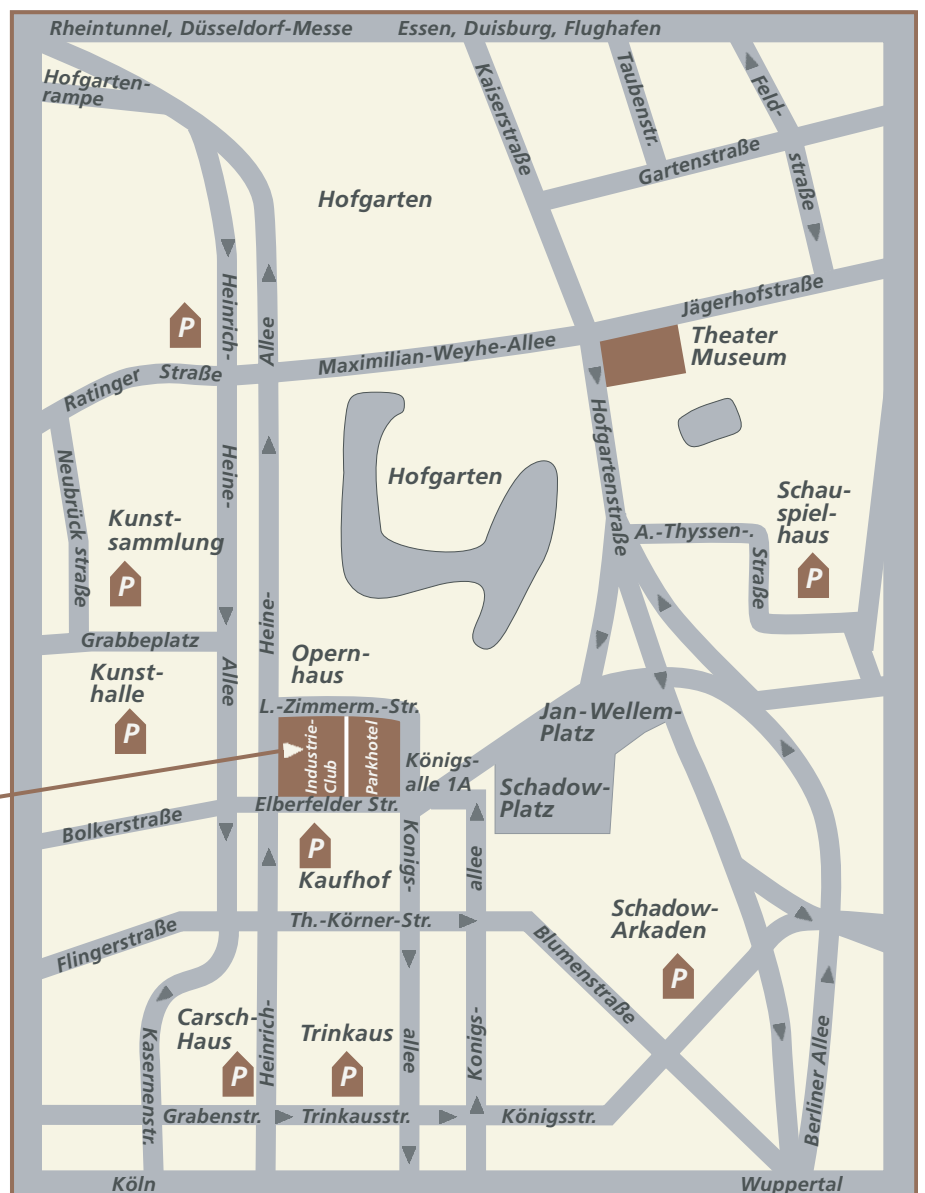 Rheintunnel, Düsseldorf-Messe
Essen, Duisburg, Flughafen
Hofgarten-
rampe
Kaiserstraße
Taubenstr.
Feld-
straße
Gartenstraße
Hofgarten
Heinrich-
Allee
Jägerhofstraße
P
Ratinger Straße
Maximilian-Weyhe-Allee
Theater
Museum
Neubrück straße
Heine-
Hofgartenstraße
Hofgarten
Kunst-
sammlung
P
A.-Thyssen-.
Straße
Schau-
spiel-
haus
P
Grabbeplatz
Heine-
Allee
Kunst-
halle
P
Opern-
haus
L.-Zimmerm.-Str.
Industrie-
Club
Parkhotel
Königs-
alle 1A
Jan-Wellem-
Platz
Schadow-
Platz
Elberfelder Str.
Bolkerstraße
P
Kaufhof
Konigs-
allee
Th.-Körner-Str.
Flingerstraße
Blumenstraße
Schadow-
Arkaden
P
Carsch-
Haus
P
Trinkaus
P
Kasernenstr.
Heinrich-
allee
Konigs-
Berliner Allee
Grabenstr.
Trinkausstr.
Königsstr.
Köln
Wuppertal